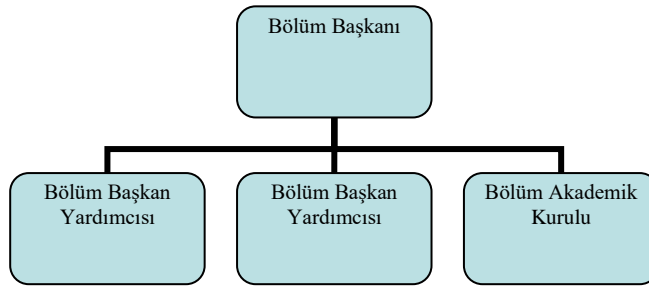 Bölüm Başkanı
Bölüm Başkan
Yardımcısı
Bölüm Başkan
Yardımcısı
Bölüm Akademik
Kurulu